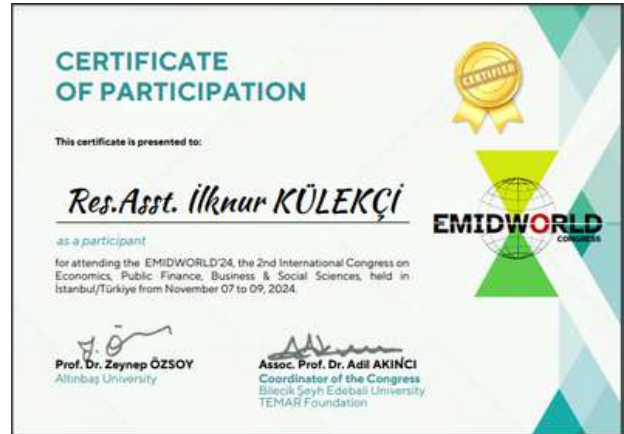 CERTIFICATE
OF PARTICIPATION
CERTIFIED
This certificate is presented to:
Res.Asst. İlknur KÜLEKÇİ
EMIDWORLD
CONGRESS
as a participant
for attending the EMIDWORLD'24, the 2nd International Congress on
Economics, Public Finance, Business & Social Sciences, held in
İstanbul/Türkiye from November 07 to 09, 2024.
Prof. Dr. Zeynep ÖZSOY
Altınbaş University
Assoc. Prof. Dr. Adil AKINCI
Coordinator of the Congress
Bilecik Şeyh Edebali University
TEMAR Foundation